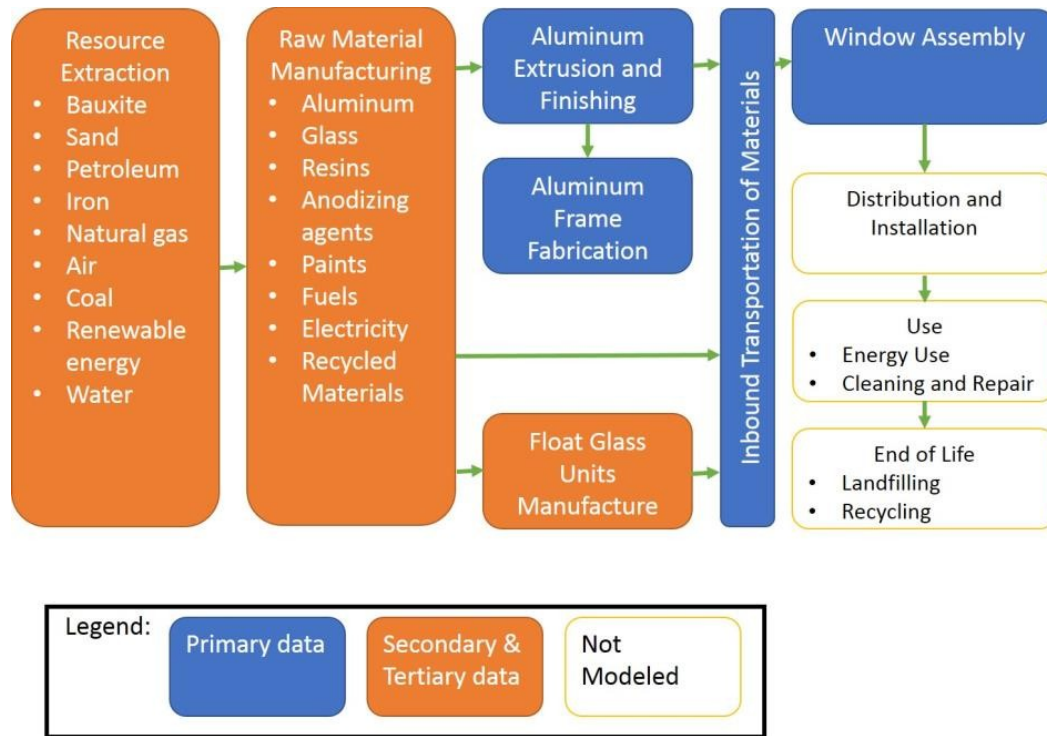 Resource
Extraction
• Bauxite
• Sand
• Petroleum
• Iron
• Natural gas
• Air
• Coal
• Renewable
energy
• Water
Raw Material
Manufacturing
• Aluminum
• Glass
• Resins
• Anodizing
agents
• Paints
• Fuels
• Electricity
• Recycled
Materials
Aluminum
Extrusion and
Finishing
Aluminum
Frame
Fabrication
Float Glass
Units
Manufacture
Inbound Transportation of Materials
Window Assembly
Distribution and
Installation
Use
• Energy Use
• Cleaning and Repair
End of Life
• Landfilling
• Recycling
Legend:
Primary data
Secondary &
Tertiary data
Not
Modeled